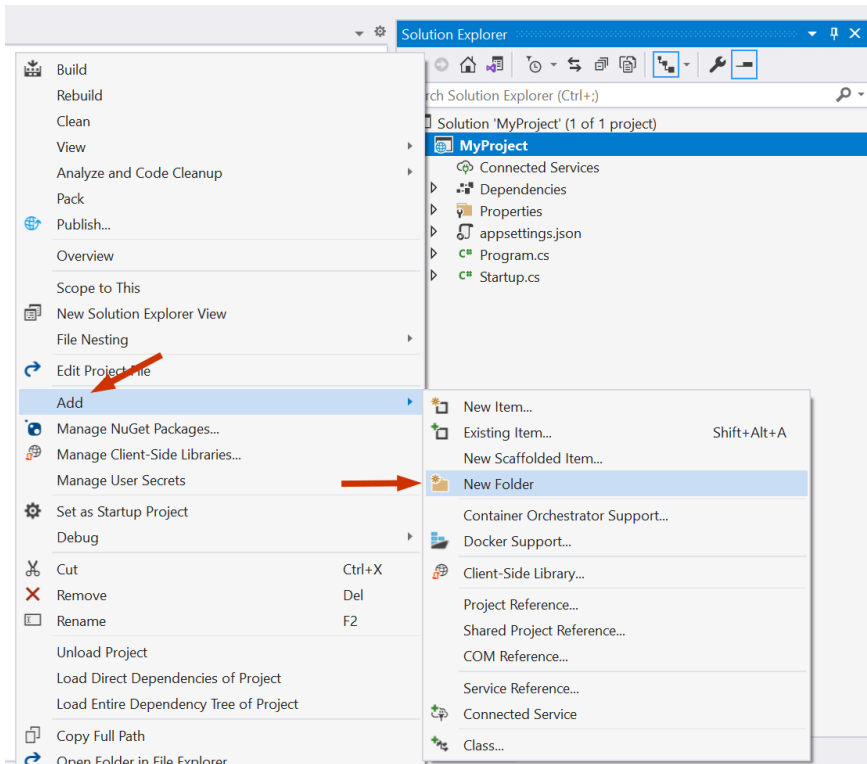 Solution Explorer
rch Solution Explorer (Ctrl+;)
Solution 'MyProject' (1 of 1 project)
MyProject
Connected Services
Dependencies
Properties
appsettings.json
C# Program.cs
C# Startup.cs
Build
Rebuild
Clean
View
Analyze and Code Cleanup
Pack
Publish...
Overview
Scope to This
New Solution Explorer View
File Nesting
Edit Project File
Add
Manage NuGet Packages...
Manage Client-Side Libraries...
Manage User Secrets
Set as Startup Project
Debug
Cut Ctrl+X
Remove Del
Rename F2
Unload Project
Load Direct Dependencies of Project
Load Entire Dependency Tree of Project
Copy Full Path
Open Folder in File Explorer
New Item...
Existing Item... Shift+Alt+A
New Scaffolded Item...
New Folder
Container Orchestrator Support...
Docker Support...
Client-Side Library...
Project Reference...
Shared Project Reference...
COM Reference...
Service Reference...
Connected Service
Class...